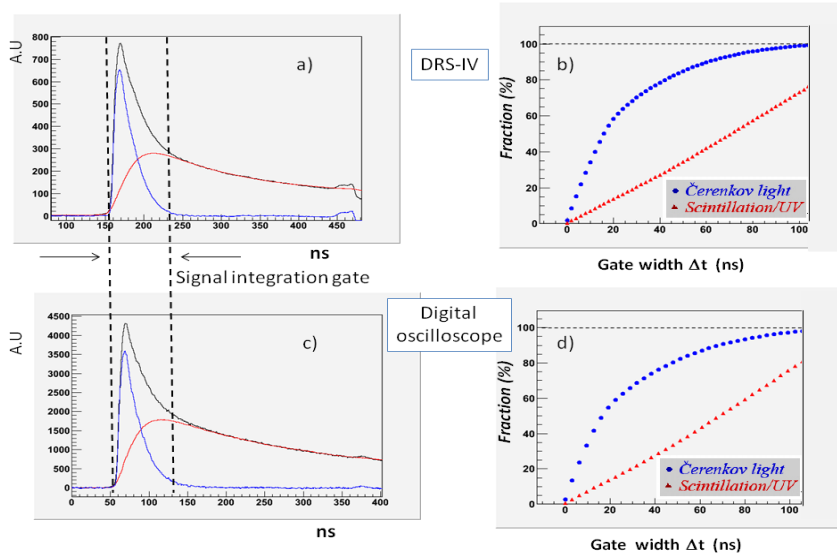 A.U
800
700
600
500
400
300
200
100
0
a)
100 150 200 250 300 350 400 450
ns
DRS-IV
Fraction (%)
100
80
60
40
20
0
b)
Čerenkov light
Scintillation/UV
0 20 40 60 80 100
Gate width Δt (ns)
Signal integration gate
A.U
4500
4000
3500
3000
2500
2000
1500
1000
500
0
c)
0 50 100 150 200 250 300 350 400
ns
Digital
oscilloscope
Fraction (%)
100
80
60
40
20
0
d)
Čerenkov light
Scintillation/UV
0 20 40 60 80 100
Gate width Δt (ns)